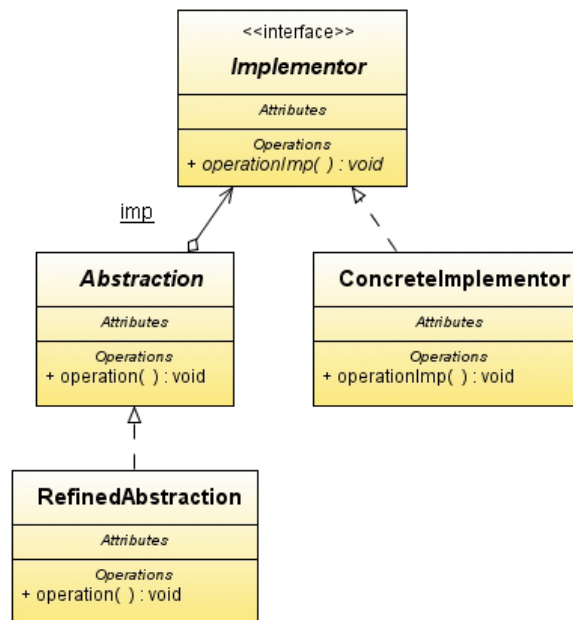 <<interface>>
Implementor
Attributes
Operations
+ operationImp( ) : void
imp
Abstraction
Attributes
Operations
+ operation( ) : void
ConcreteImplementor
Attributes
Operations
+ operationImp( ) : void
RefinedAbstraction
Attributes
Operations
+ operation( ) : void